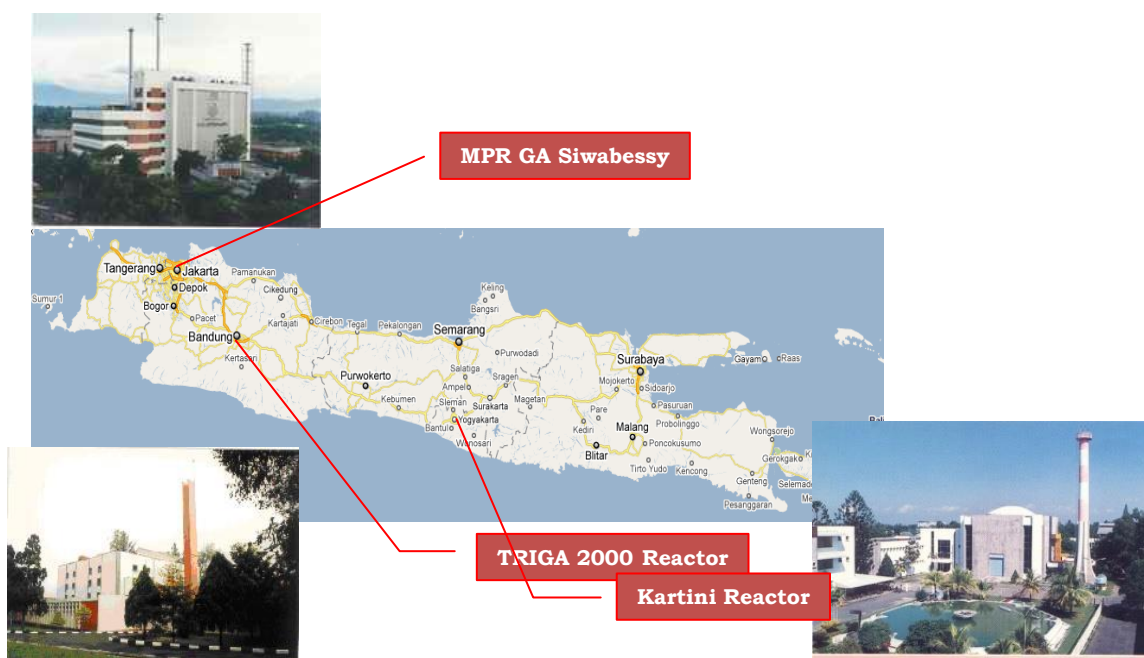 MPR GA Siwabessy
Tangerang
Jakarta
Pamanukan
Depok
Cikedung
Sumur 1
Bogor
Pacet
Kartajati
Cirebon
Tegal
Pekalongan
Keling
Bangsri
Semarang
Bandung
Kertasari
Purwodadi
Surabaya
Gayam
Raas
Purwokerto
Salatiga
Ampel
Sragen
Mojokerto
Sidoarjo
Kebumen
Sleman
Surakarta
Magetan
Pare
Pasuruan
Yogyakarta
Bantul
Kediri
Malang
Probolinggo
Wonosari
Blitar
Poncokusumo
Wongsorejo
Tirto Yudo
Kencong
Gerokgak
Genteng
Selemad
Pesanggaran
TRIGA 2000 Reactor
Kartini Reactor